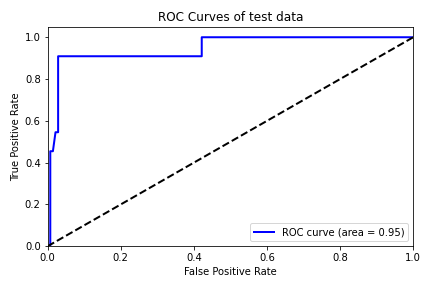 ROC Curves of test data
1.0
0.8
0.6
0.4
0.2
0.0
True Positive Rate
0.0 0.2 0.4 0.6 0.8 1.0
False Positive Rate
ROC curve (area = 0.95)